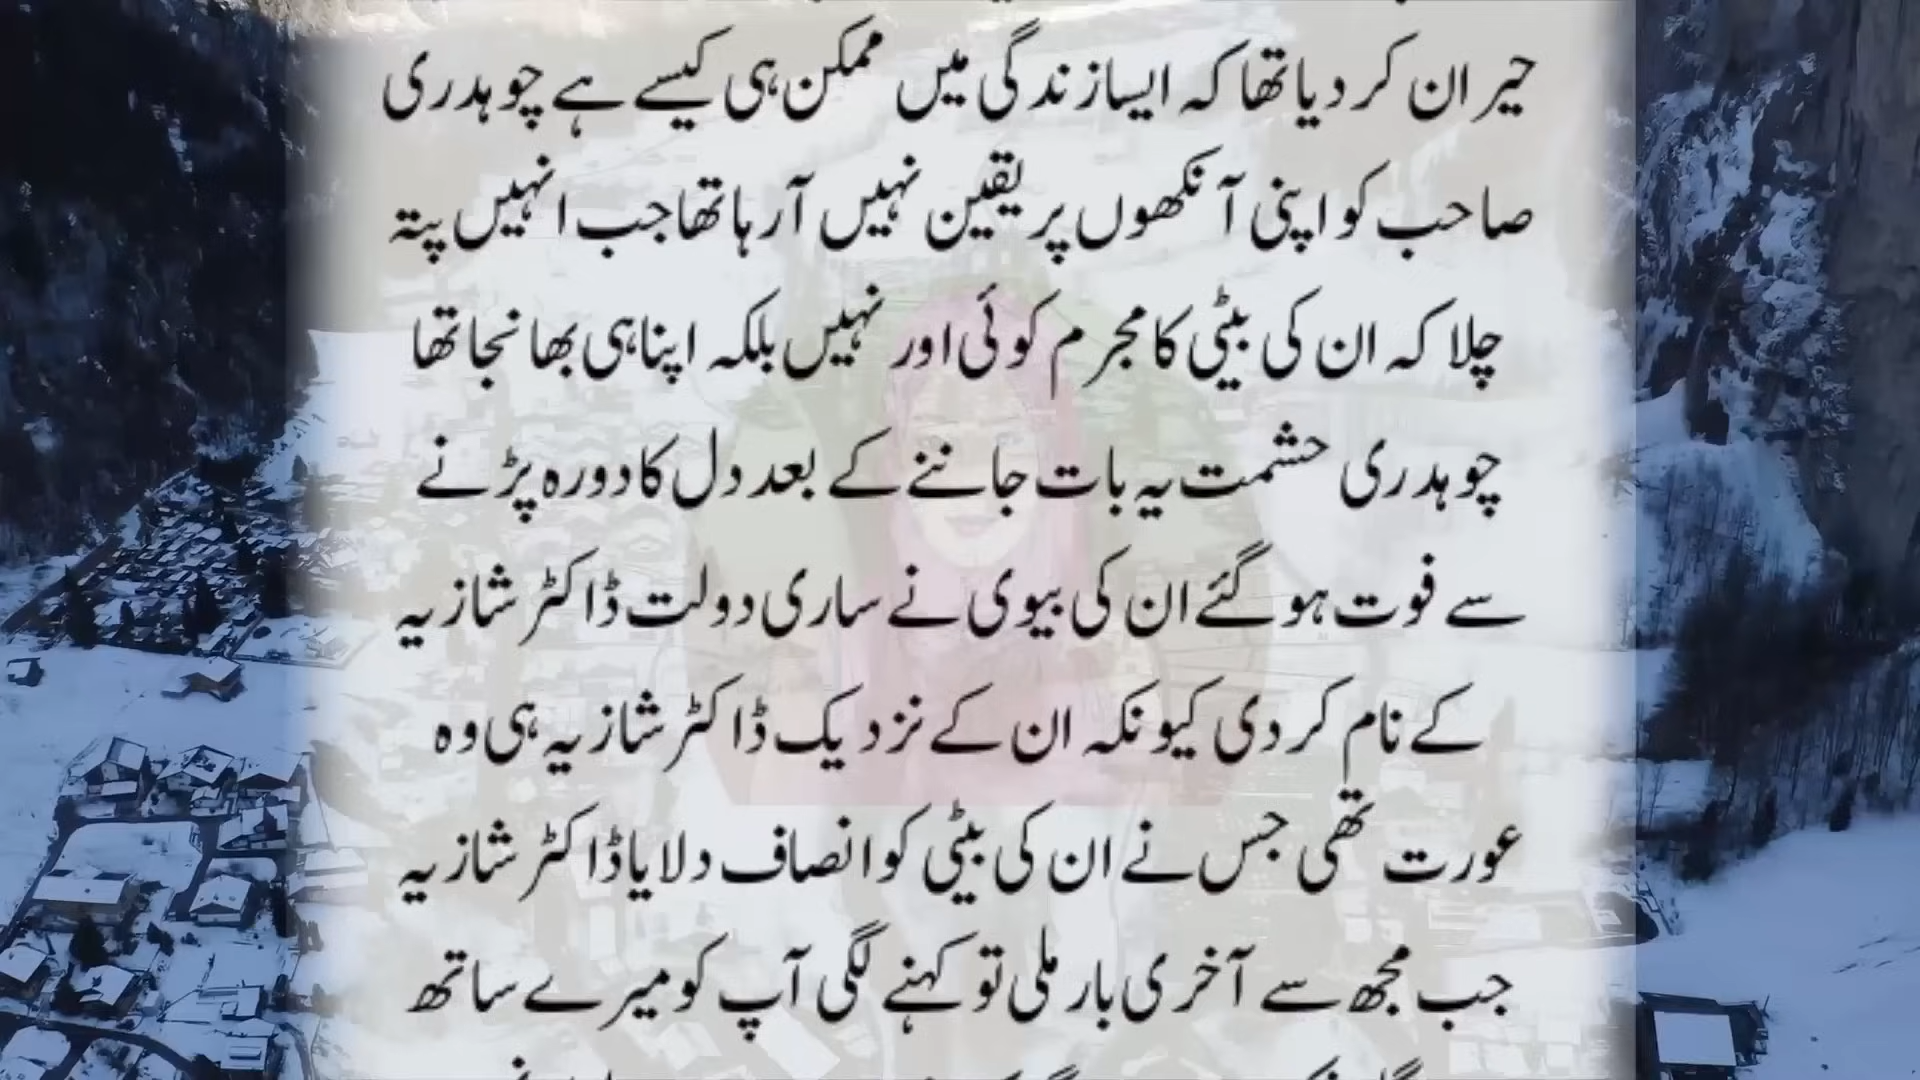 حیران کر دیا تھا کہ ایسا زندگی میں ممکن ہی کیسے ہے چوہدری
صاحب کو اپنی آنکھوں پر یقین نہیں آرہا تھا جب انہیں پتہ
چلا کہ ان کی بیٹی کا مجرم کوئی اور نہیں بلکہ اپنا ہی بھانجا تھا
چوہدری حشمت یہ بات جاننے کے بعد دل کا دورہ پڑنے
سے فوت ہو گئے ان کی بیوی نے ساری دولت ڈاکٹر شازیہ
کے نام کر دی کیونکہ ان کے نزدیک ڈاکٹر شازیہ ہی وہ
عورت تھی جس نے ان کی بیٹی کو انصاف دلایا ڈاکٹر شازیہ
جب مجھ سے آخری بار ملی تو کہنے لگی آپ کو میرے ساتھ